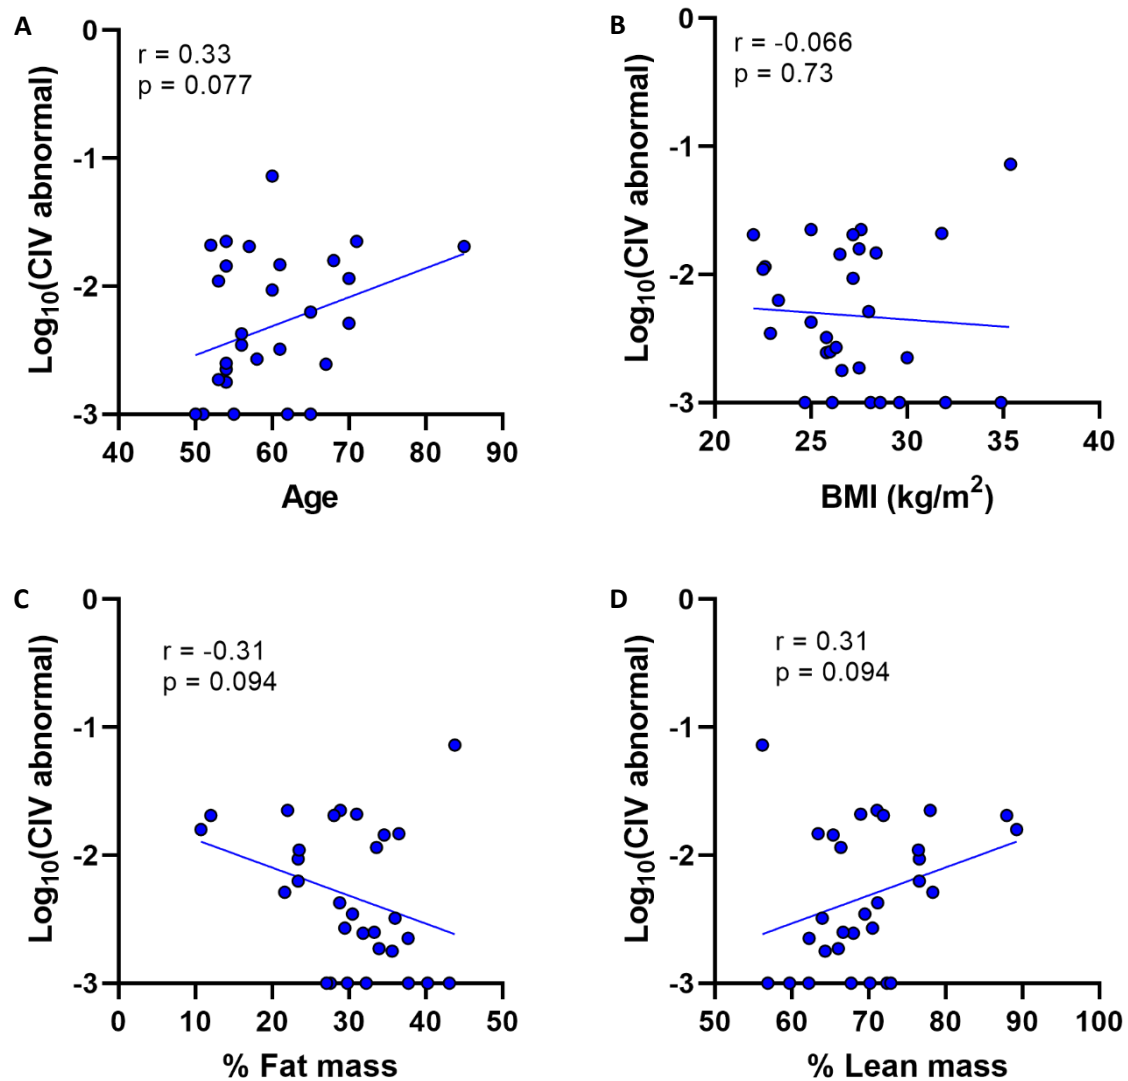 A
r = 0.33
p = 0.077
Log10(CIV abnormal)
0
-1
-2
-3
40 50 60 70 80 90
Age
B
r = -0.066
p = 0.73
Log10(CIV abnormal)
0
-1
-2
-3
20 25 30 35 40
BMI (kg/m2)
C
r = -0.31
p = 0.094
Log10(CIV abnormal)
0
-1
-2
-3
0 10 20 30 40 50
% Fat mass
D
r = 0.31
p = 0.094
Log10(CIV abnormal)
0
-1
-2
-3
50 60 70 80 90 100
% Lean mass